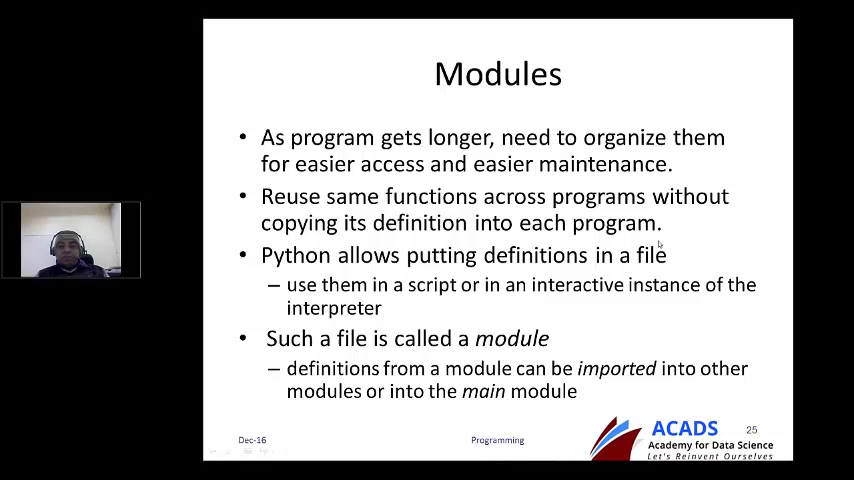 Modules
• As program gets longer, need to organize them
for easier access and easier maintenance.
• Reuse same functions across programs without
copying its definition into each program.
• Python allows putting definitions in a file
– use them in a script or in an interactive instance of the
interpreter
• Such a file is called a module
– definitions from a module can be imported into other
modules or into the main module
Dec-16
Programming
25
ACADS
Academy for Data Science
Let's Reinvent Ourselves